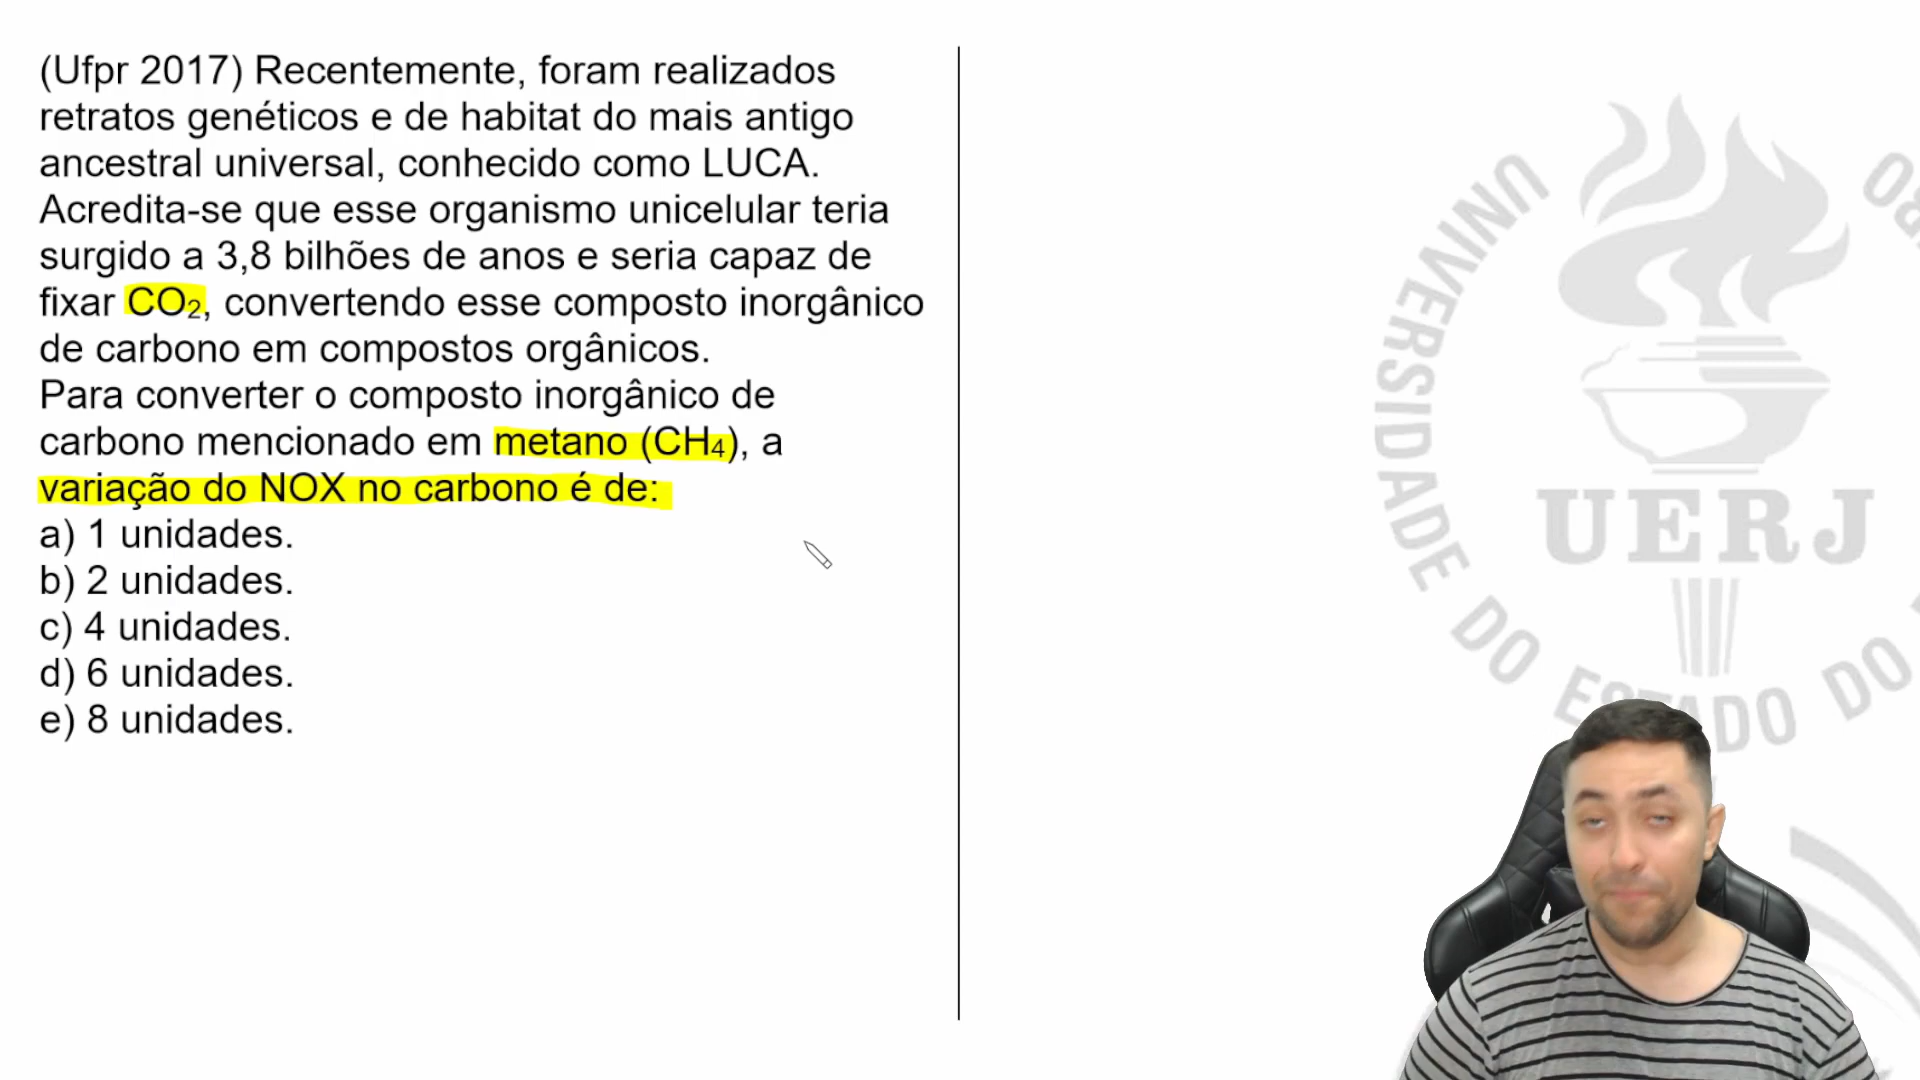 (Ufpr 2017) Recentemente, foram realizados
retratos genéticos e de habitat do mais antigo
ancestral universal, conhecido como LUCA.
Acredita-se que esse organismo unicelular teria
surgido a 3,8 bilhões de anos e seria capaz de
fixar CO₂, convertendo esse composto inorgânico
de carbono em compostos orgânicos.
Para converter o composto inorgânico de
carbono mencionado em metano (CH₄), a
variação do NOX no carbono é de:
a) 1 unidades.
b) 2 unidades.
c) 4 unidades.
d) 6 unidades.
e) 8 unidades.
UNIVERSIDADE DO ESTADO DO
UERJ